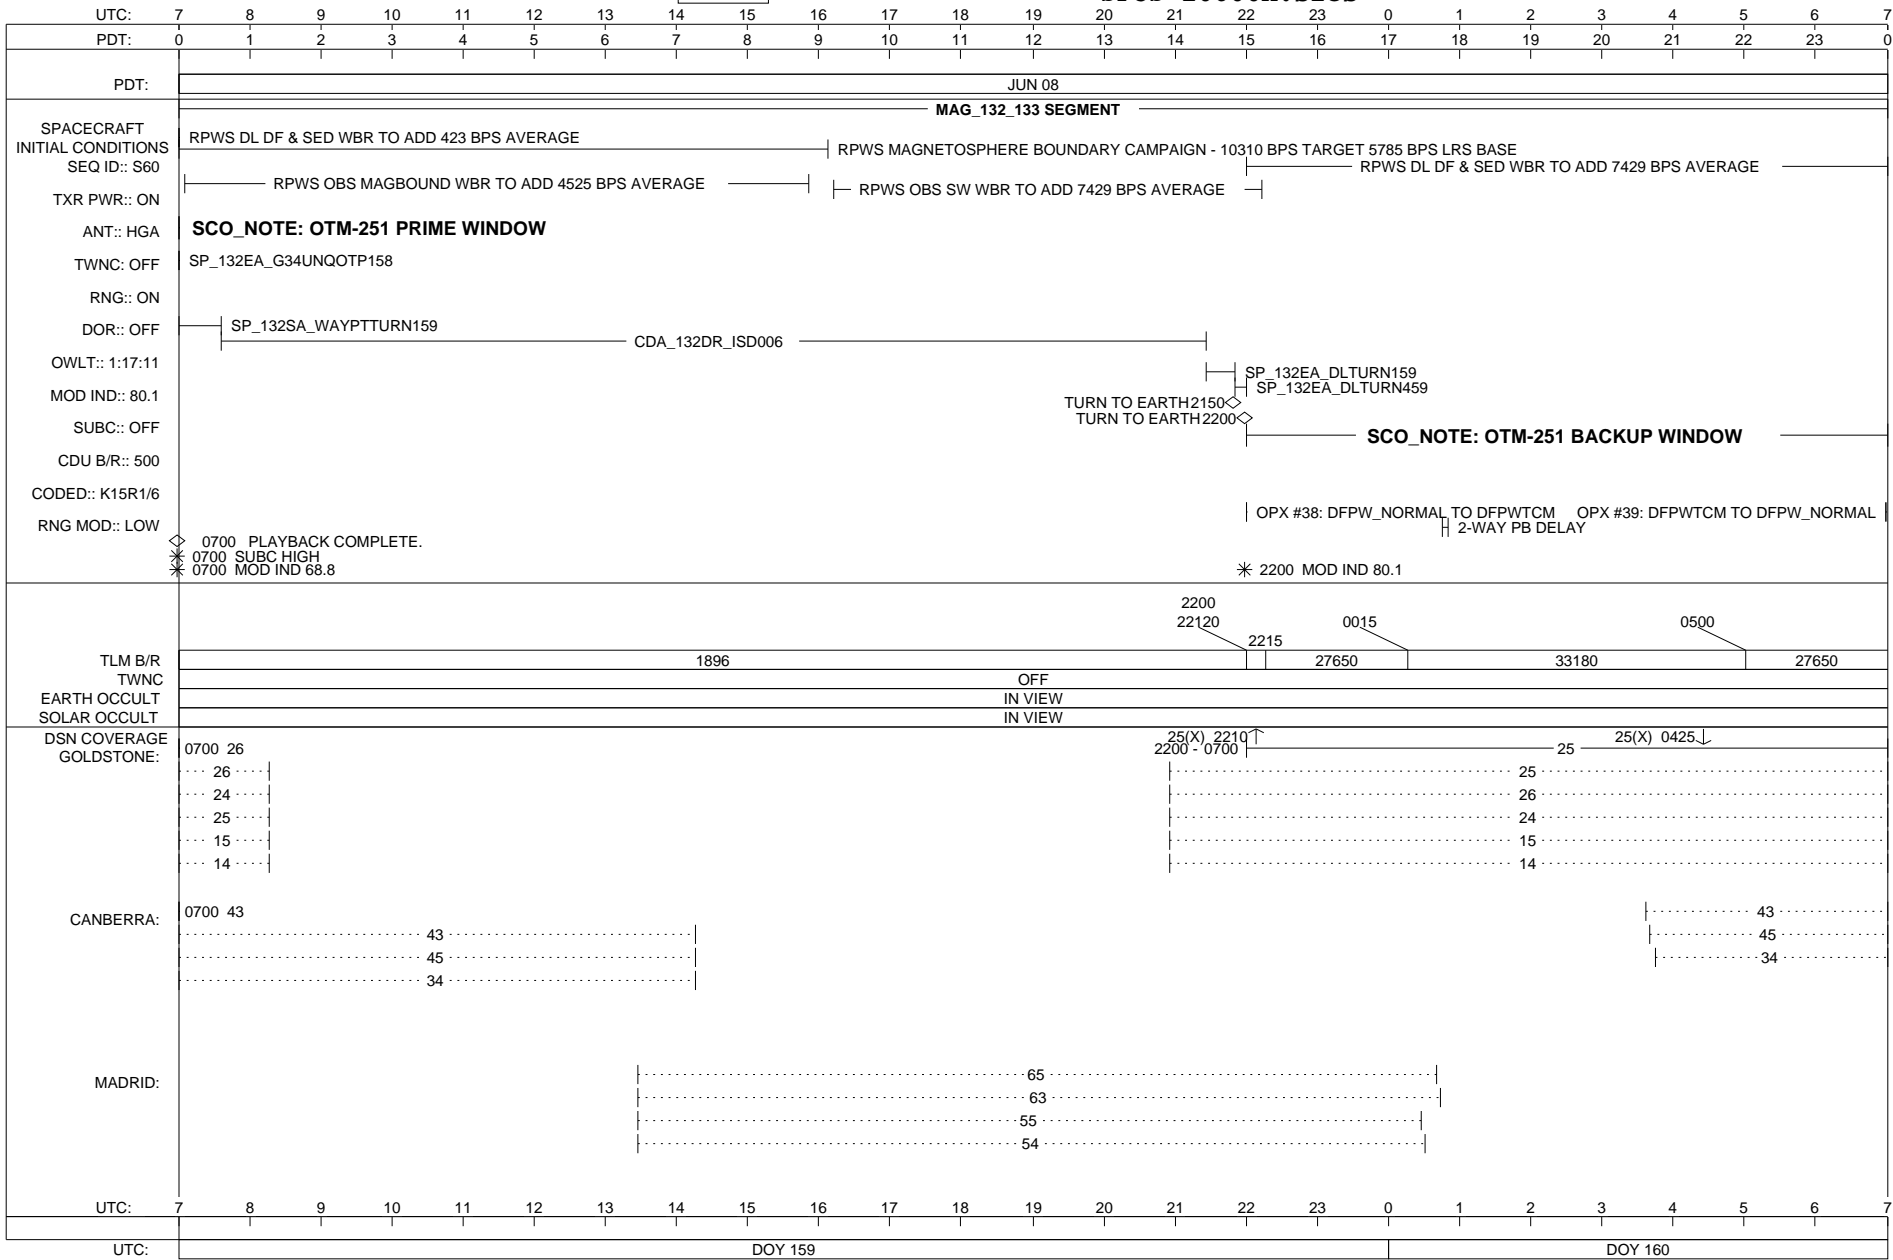 UTC: 7 8 9 10 11 12 13 14 15 16 17 18 19 20 21 22 23 0 1 2 3 4 5 6 7
PDT: 0 1 2 3 4 5 6 7 8 9 10 11 12 13 14 15 16 17 18 19 20 21 22 23 0
PDT: JUN 08
MAG_132_133 SEGMENT
SPACECRAFT
INITIAL CONDITIONS
SEQ ID:: S60
TXR PWR:: ON
ANT:: HGA
TWNC: OFF
RNG:: ON
DOR:: OFF
OWLT:: 1:17:11
MOD IND:: 80.1
SUBC:: OFF
CDU B/R:: 500
CODED:: K15R1/6
RNG MOD:: LOW
RPWS DL DF & SED WBR TO ADD 423 BPS AVERAGE
RPWS MAGNETOSPHERE BOUNDARY CAMPAIGN - 10310 BPS TARGET 5785 BPS LRS BASE
RPWS DL DF & SED WBR TO ADD 7429 BPS AVERAGE
RPWS OBS MAGBOUND WBR TO ADD 4525 BPS AVERAGE
RPWS OBS SW WBR TO ADD 7429 BPS AVERAGE
SCO_NOTE: OTM-251 PRIME WINDOW
SP_132EA_G34UNQOTP158
SP_132SA_WAYPTTURN159
CDA_132DR_ISD006
SP_132EA_DLTURN159
SP_132EA_DLTURN459
TURN TO EARTH 2150
TURN TO EARTH 2200
SCO_NOTE: OTM-251 BACKUP WINDOW
OPX #38: DFPW_NORMAL TO DFPWTCM OPX #39: DFPWTCM TO DFPW_NORMAL
2-WAY PB DELAY
0700 PLAYBACK COMPLETE.
0700 SUBC HIGH
0700 MOD IND 68.8 2200 MOD IND 80.1
2200
22120 0015 0500
2215
TLM B/R 1896 27650 33180 27650
TWNC OFF
EARTH OCCULT IN VIEW
SOLAR OCCULT IN VIEW
DSN COVERAGE 25(X) 2210 25(X) 0425
GOLDSTONE: 0700 26 2200 - 0700 25
26 25
24 26
25 24
15 15
14 14
CANBERRA: 0700 43 43
43 45
45 34
34
MADRID: 65
63
55
54
UTC: 7 8 9 10 11 12 13 14 15 16 17 18 19 20 21 22 23 0 1 2 3 4 5 6 7
UTC: DOY 159 DOY 160